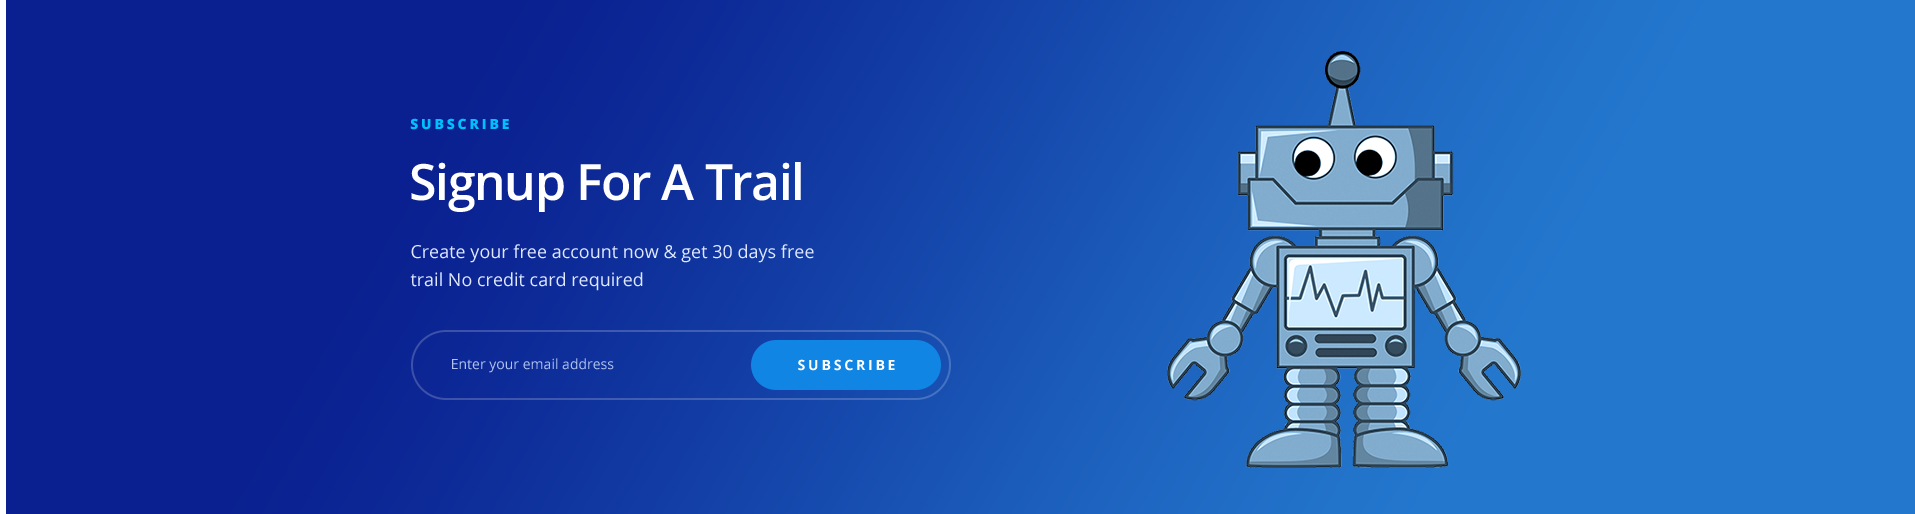 SUBSCRIBE
Signup For A Trail
Create your free account now & get 30 days free
trail No credit card required
Enter your email address
SUBSCRIBE